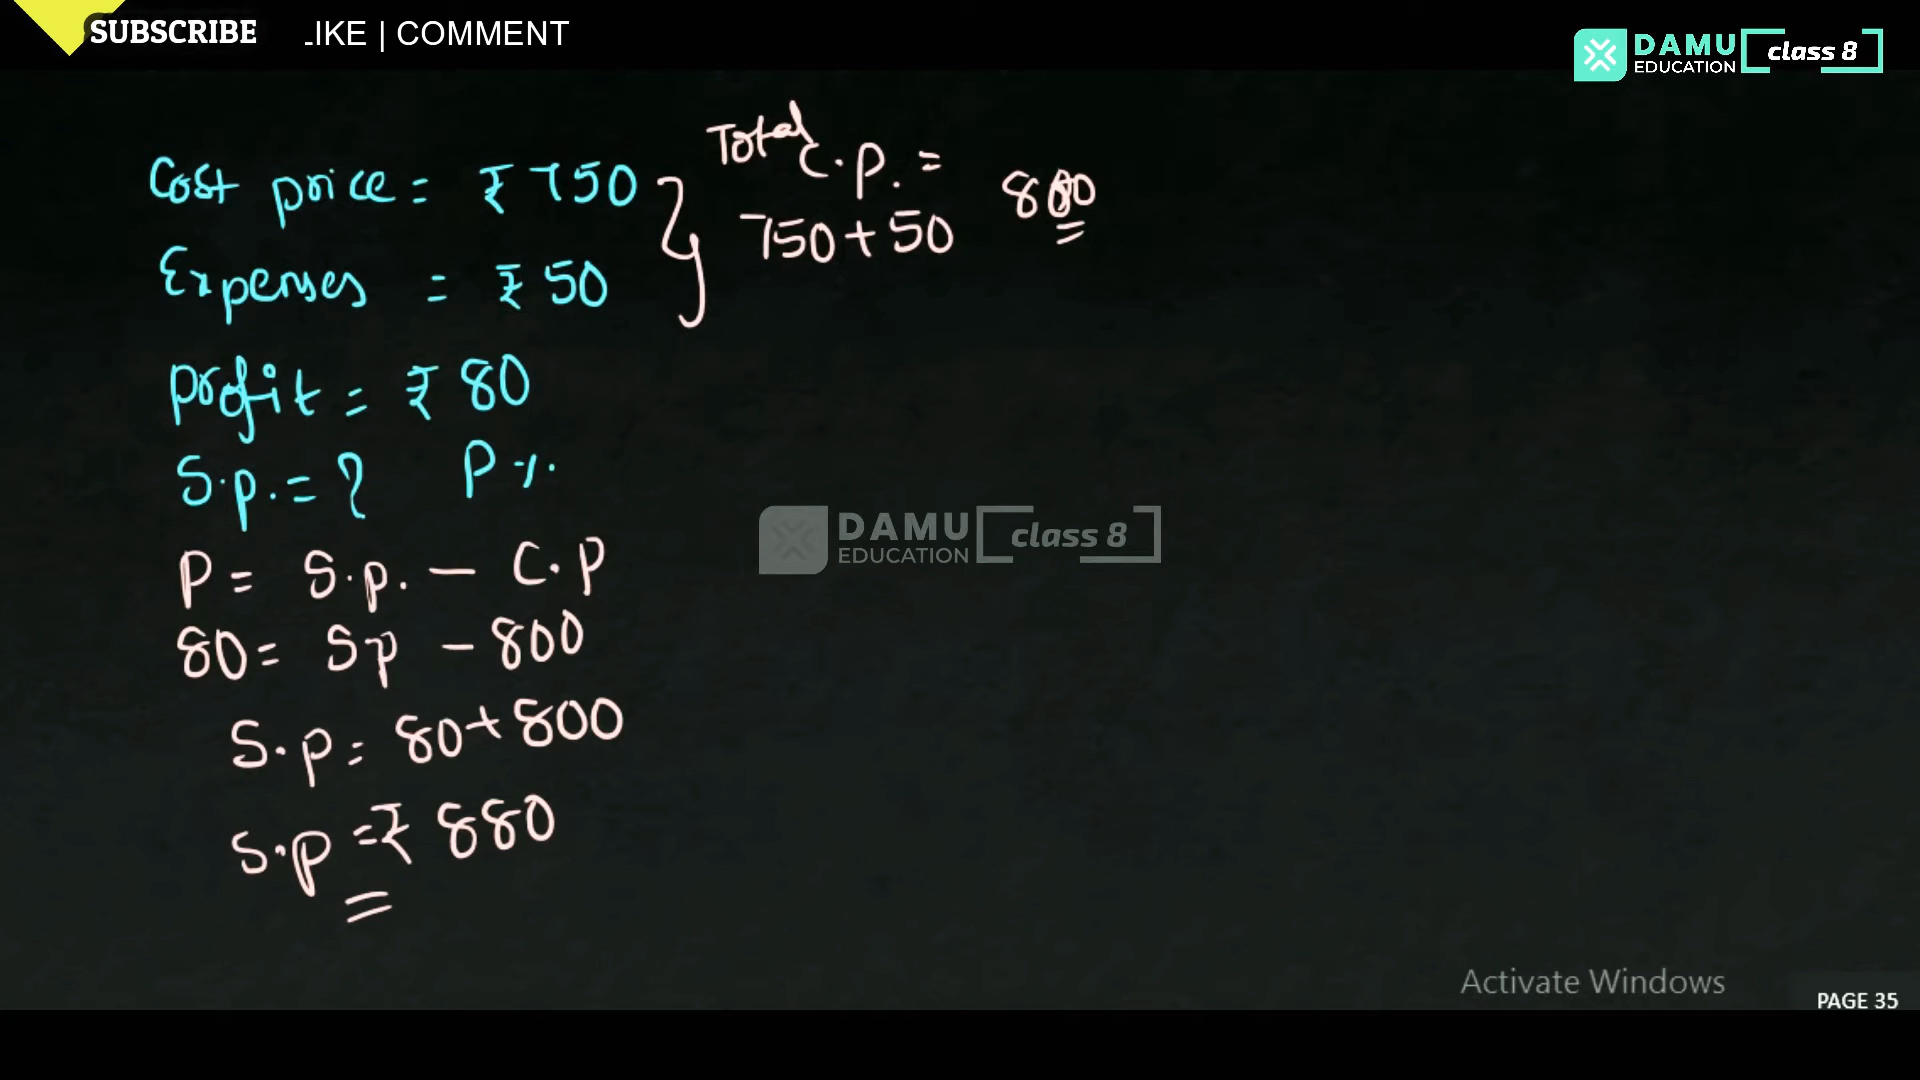 SUBSCRIBE LIKE | COMMENT
DAMU
EDUCATION
class 8
Cost price = ₹ 750
Expenses = ₹ 50
Total C.P. =
750 + 50
800
Profit = ₹ 80
S.p. = ? P %
P = S.p. - C.P
80 = Sp - 800
S.p = 80 + 800
S.p = ₹ 880
DAMU
EDUCATION
class 8
Activate Windows
PAGE 35